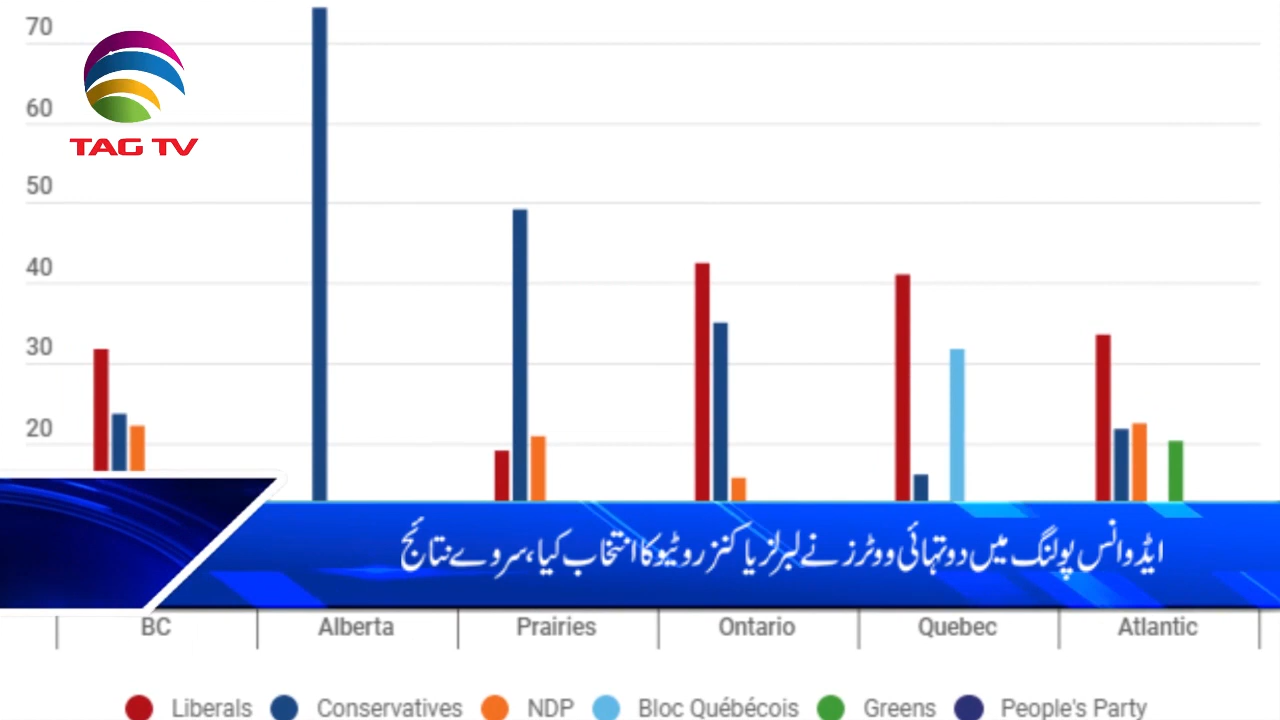 70
60
50
40
30
20
TAG TV
ایڈوانس پولنگ میں دو تہائی ووٹرز نے لبرلز یا کنزرویٹیو کا انتخاب کیا، سروے نتائج
BC Alberta Prairies Ontario Quebec Atlantic
Liberals Conservatives NDP Bloc Québécois Greens People's Party